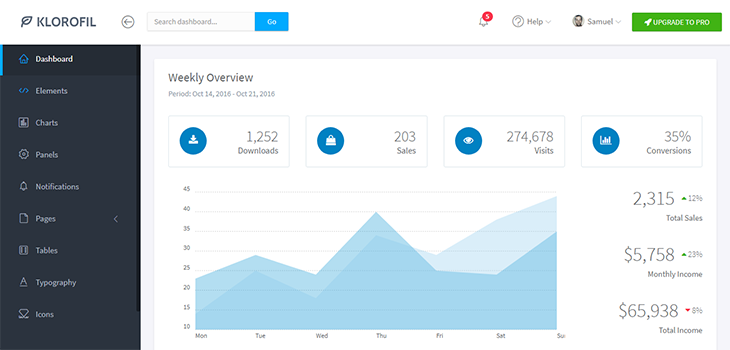 KLOROFIL
Search dashboard...
Go
5
Help
Samuel
UPGRADE TO PRO
Dashboard
Elements
Charts
Panels
Notifications
Pages
Tables
Typography
Icons
Weekly Overview
Period: Oct 14, 2016 - Oct 21, 2016
1,252
Downloads
203
Sales
274,678
Visits
35%
Conversions
45
40
35
30
25
20
15
10
Mon
Tue
Wed
Thu
Fri
Sat
Su
2,315
12%
Total Sales
$5,758
23%
Monthly Income
$65,938
8%
Total Income